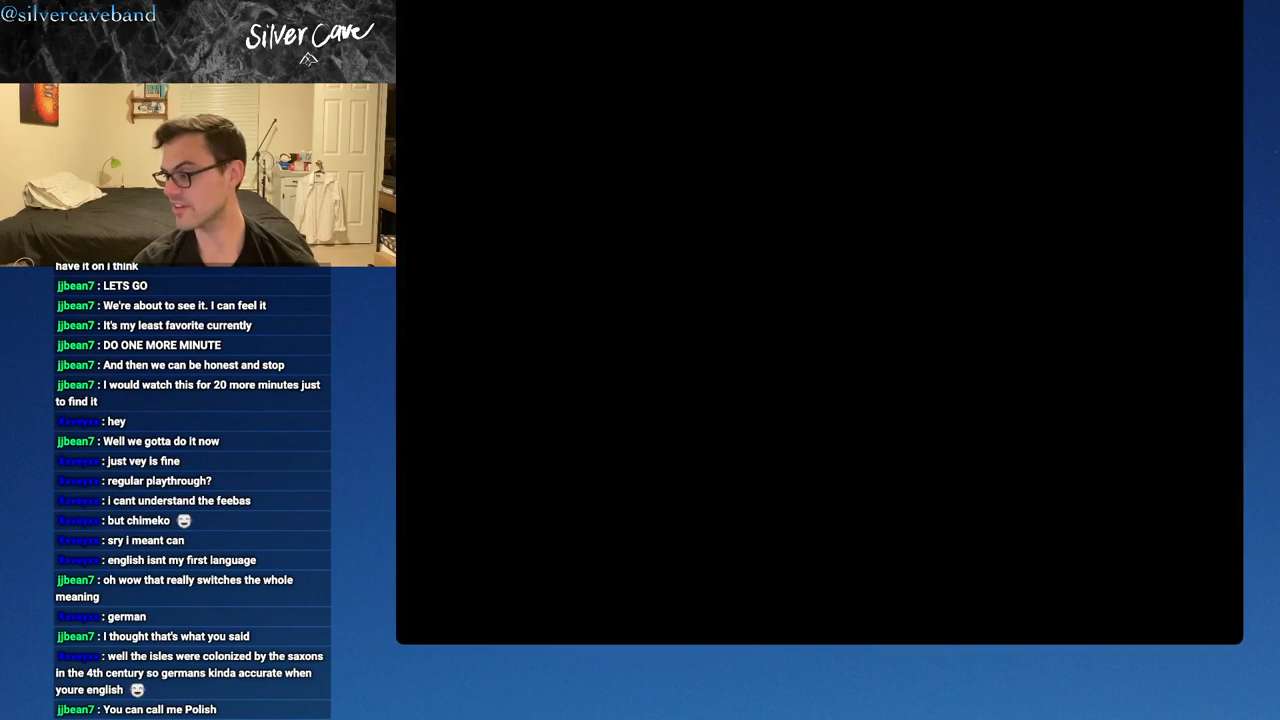 @silvercaveband
Silver Cave
have it on i think
jjbean7 : LETS GO
jjbean7 : We're about to see it. I can feel it
jjbean7 : It's my least favorite currently
jjbean7 : DO ONE MORE MINUTE
jjbean7 : And then we can be honest and stop
jjbean7 : I would watch this for 20 more minutes just
to find it
: hey
jjbean7 : Well we gotta do it now
: just vey is fine
: regular playthrough?
: i cant understand the feebas
: but chimeko
: sry i meant can
: english isnt my first language
jjbean7 : oh wow that really switches the whole
meaning
: german
jjbean7 : I thought that's what you said
: well the isles were colonized by the saxons
in the 4th century so germans kinda accurate when
youre english
jjbean7 : You can call me Polish